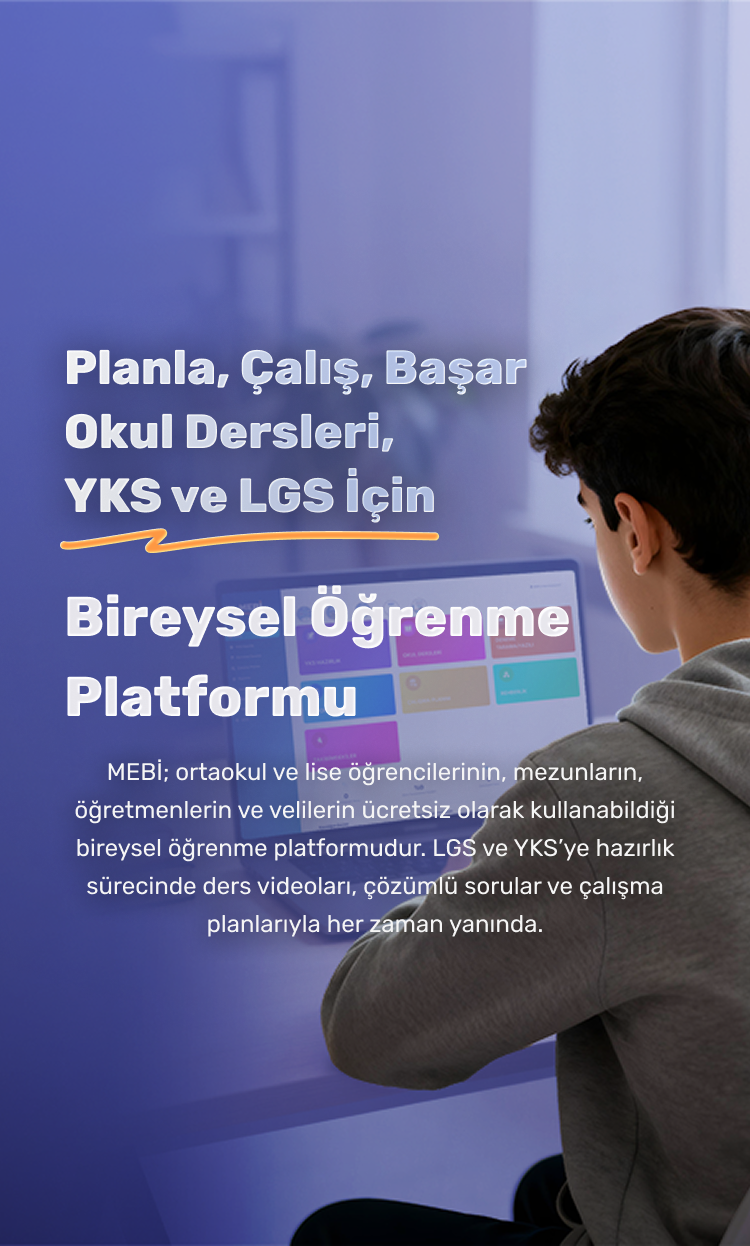 Planla, Çalış, Başar
Okul Dersleri,
YKS ve LGS İçin
Bireysel Öğrenme
Platformu
MEBİ; ortaokul ve lise öğrencilerinin, mezunların,
öğretmenlerin ve velilerin ücretsiz olarak kullanabildiği
bireysel öğrenme platformudur. LGS ve YKS’ye hazırlık
sürecinde ders videoları, çözümlü sorular ve çalışma
planlarıyla her zaman yanında.